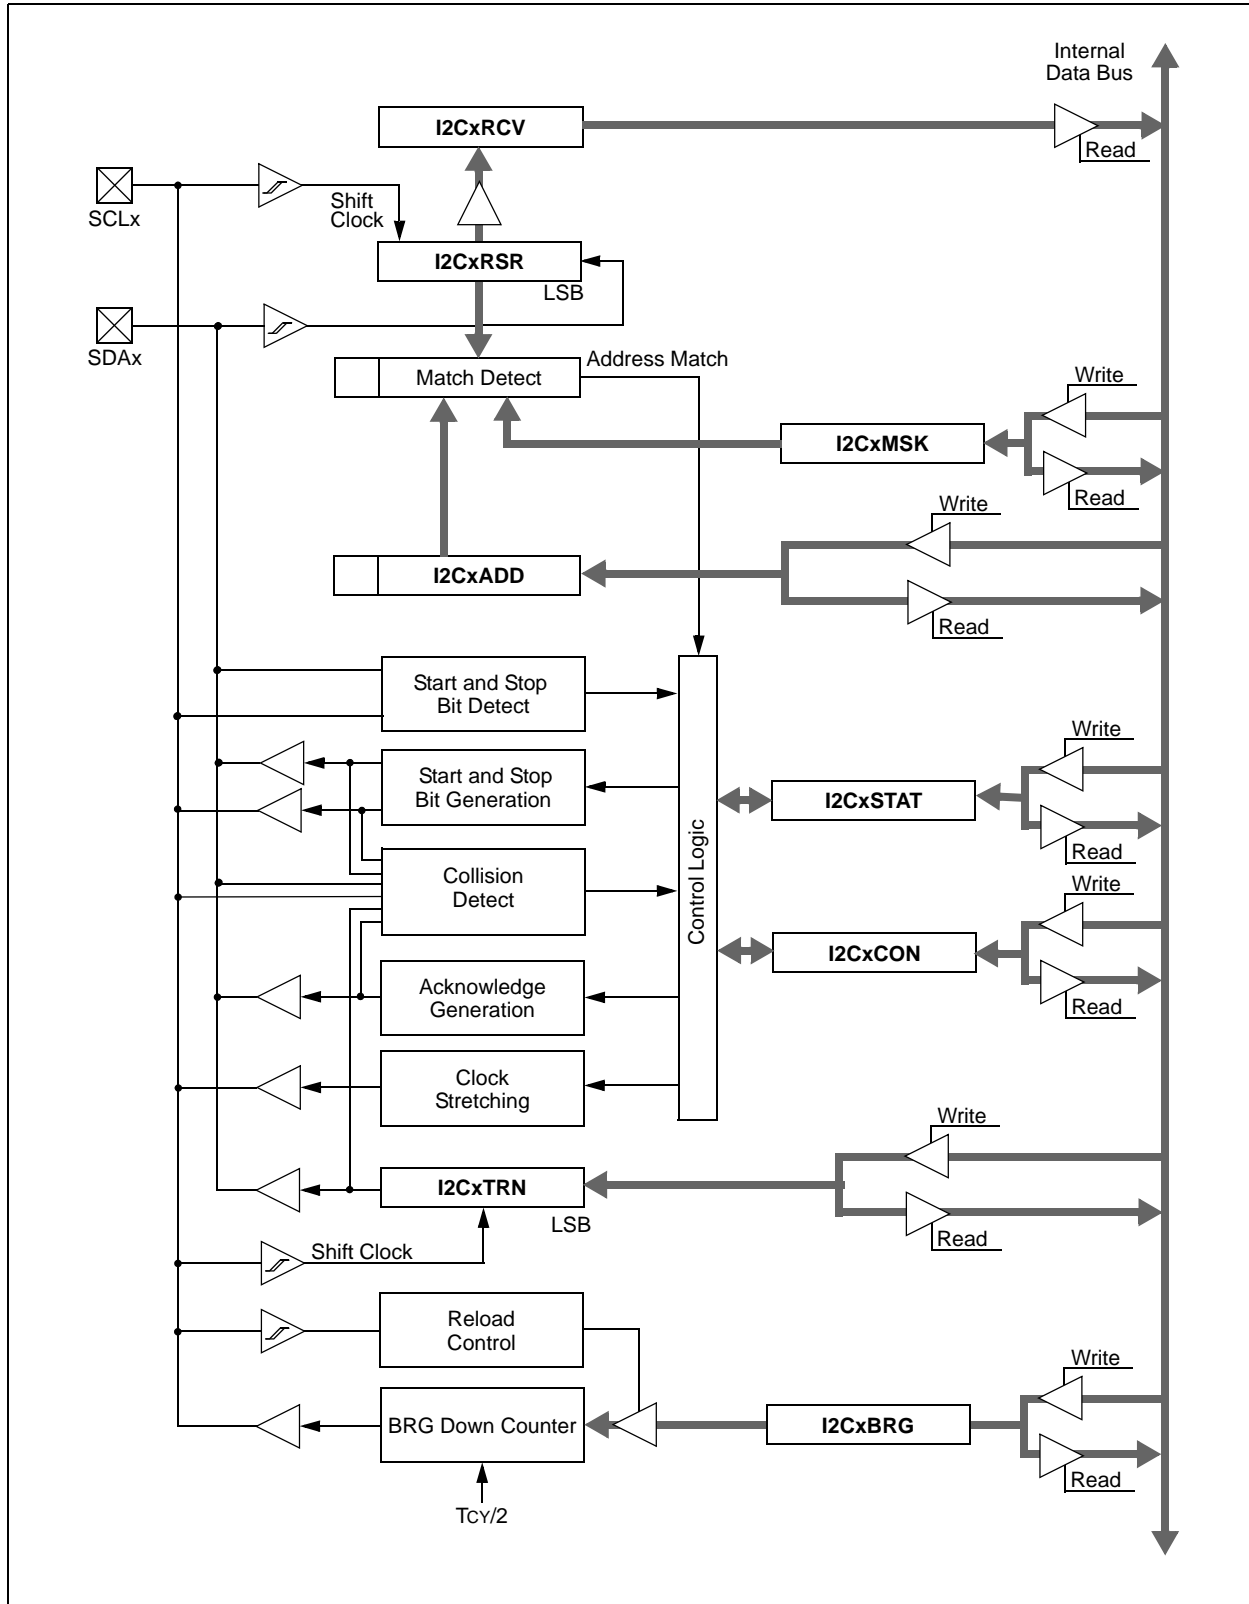 Internal
Data Bus
I2CxRCV
Read
SCLx
Shift
Clock
I2CxRSR
LSB
SDAx
Address Match
Match Detect
Write
I2CxMSK
Read
Write
I2CxADD
Read
Start and Stop
Bit Detect
Write
Start and Stop
Bit Generation
I2CxSTAT
Read
Control Logic
Collision
Detect
Write
I2CxCON
Read
Acknowledge
Generation
Clock
Stretching
Write
I2CxTRN
LSB
Read
Shift Clock
Reload
Control
Write
BRG Down Counter
I2CxBRG
Read
TCY/2